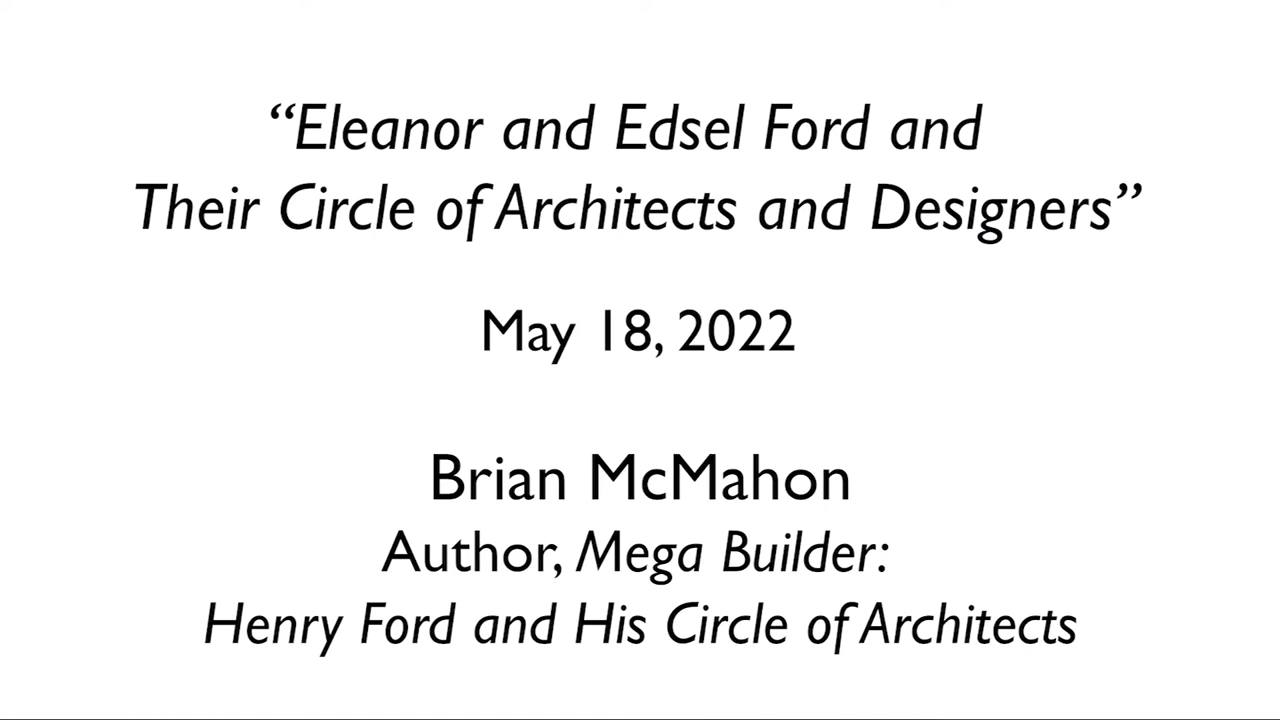 “Eleanor and Edsel Ford and
Their Circle of Architects and Designers”
May 18, 2022
Brian McMahon
Author, Mega Builder:
Henry Ford and His Circle of Architects